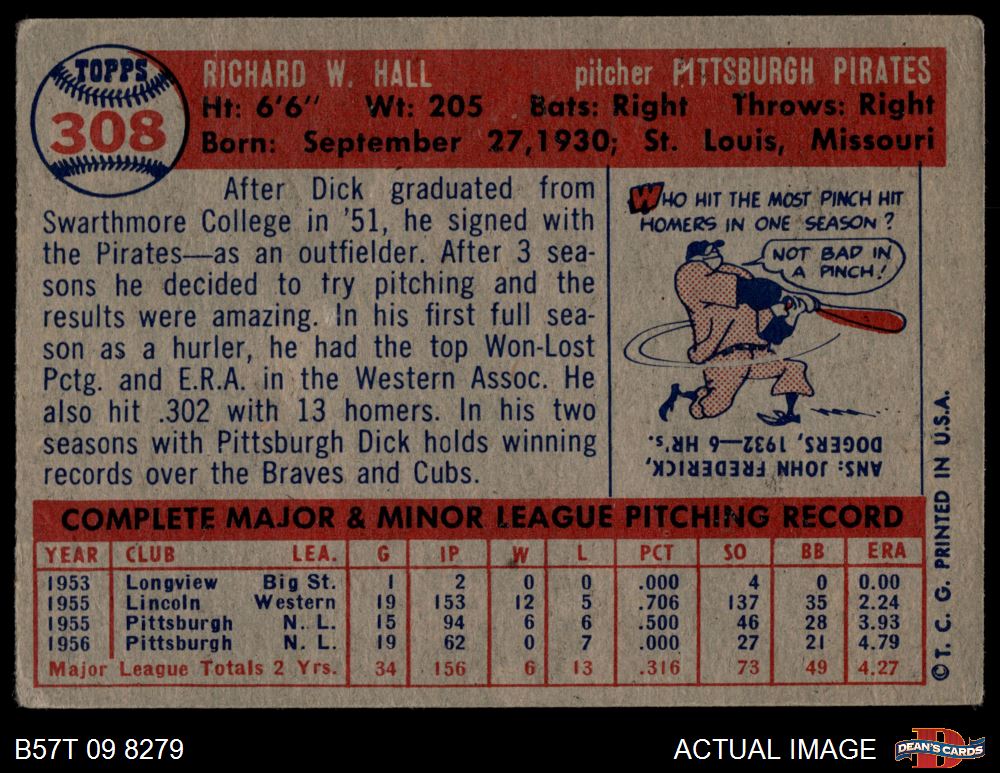 TOPPS
308
RICHARD W. HALL pitcher PITTSBURGH PIRATES
Ht: 6'6" Wt: 205 Bats: Right Throws: Right
Born: September 27,1930; St. Louis, Missouri
After Dick graduated from
Swarthmore College in '51, he signed with
the Pirates—as an outfielder. After 3 sea-
sons he decided to try pitching and the
results were amazing. In his first full sea-
son as a hurler, he had the top Won-Lost
Pctg. and E.R.A. in the Western Assoc. He
also hit .302 with 13 homers. In his two
seasons with Pittsburgh Dick holds winning
records over the Braves and Cubs.
WHO HIT THE MOST PINCH HIT
HOMERS IN ONE SEASON?
NOT BAD IN
A PINCH!
ANS: JOHN FREDERICK,
DOGERS, 1932—6 HR's.
COMPLETE MAJOR & MINOR LEAGUE PITCHING RECORD
YEAR CLUB LEA. G IP W L PCT SO BB ERA
1953 Longview Big St. 1 2 0 0 .000 4 0 0.00
1955 Lincoln Western 19 153 12 5 .706 137 35 2.24
1955 Pittsburgh N. L. 15 94 6 6 .500 46 28 3.93
1956 Pittsburgh N. L. 19 62 0 7 .000 27 21 4.79
Major League Totals 2 Yrs. 34 156 6 13 .316 73 49 4.27
©T. C. G. PRINTED IN U.S.A.
B57T 09 8279
ACTUAL IMAGE
D
DEAN'S CARDS